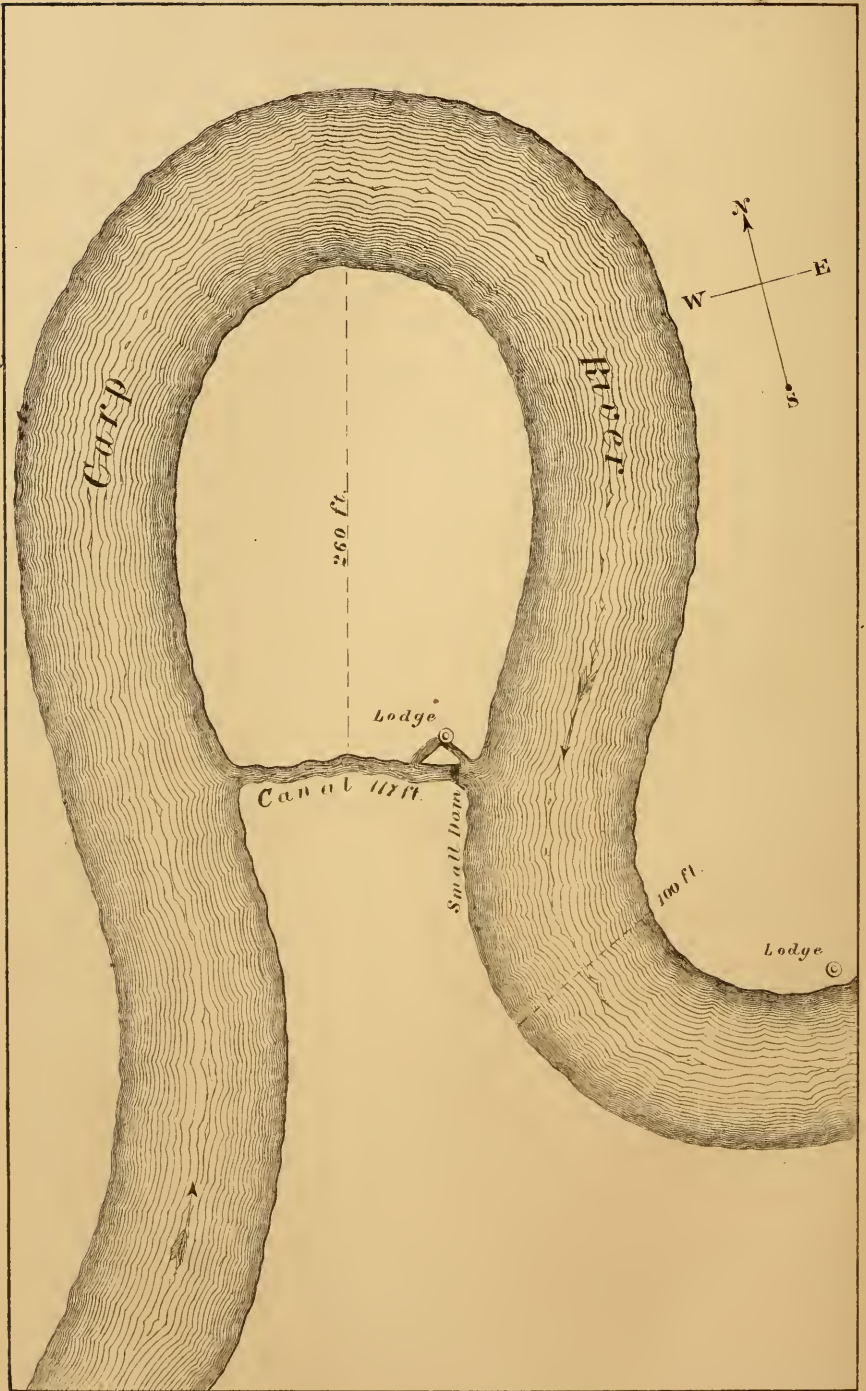 N
W E
S
Carp River
260 ft.
Lodge
Canal 117 ft.
Small Dam
100 ft.
Lodge